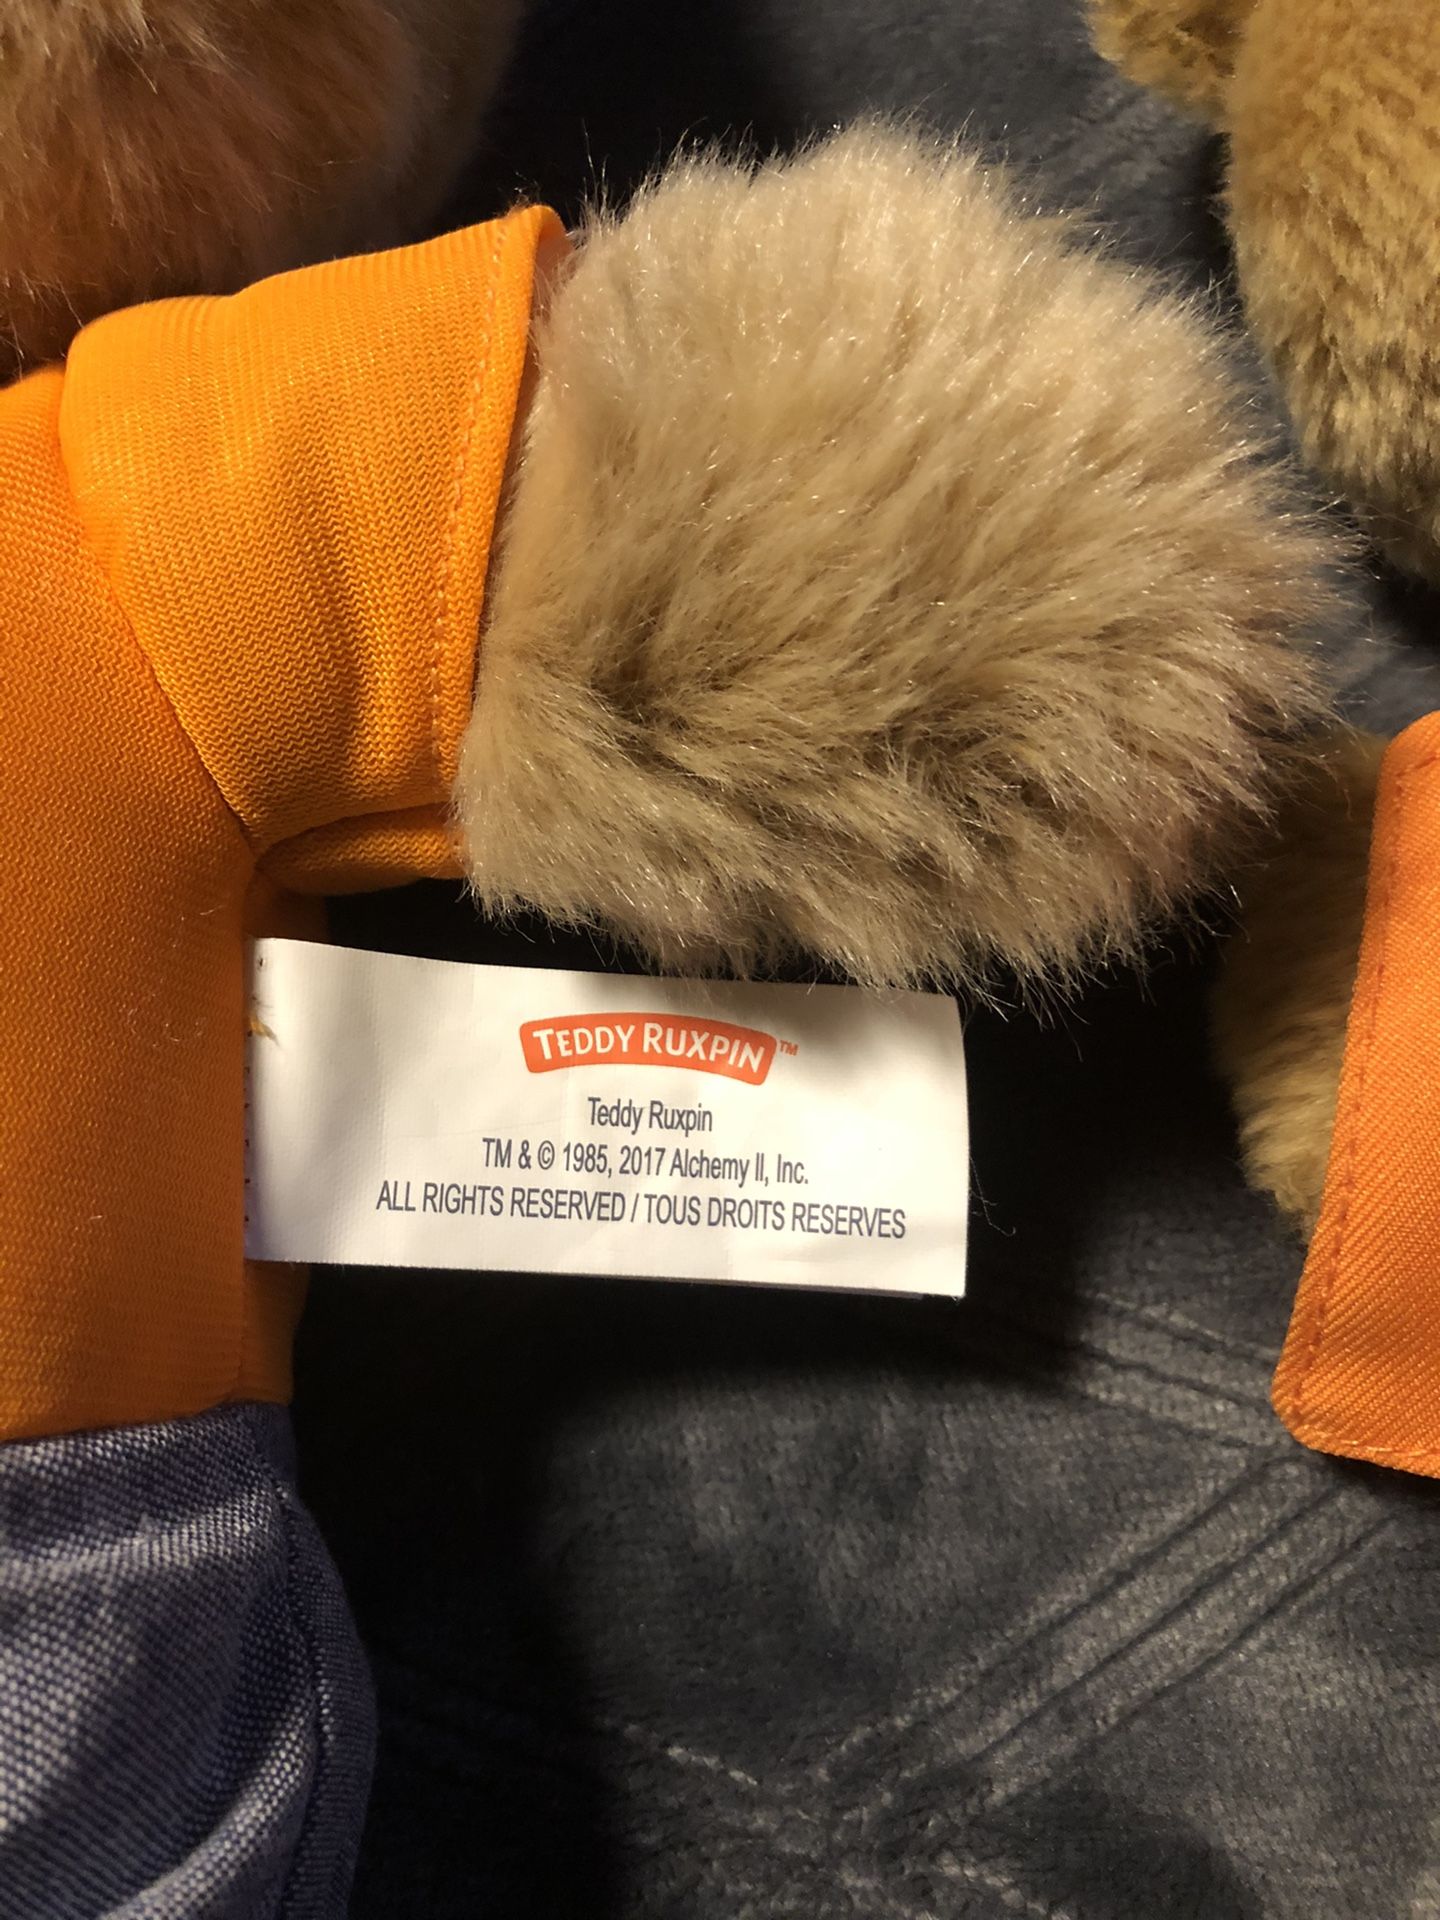 TEDDY RUXPIN™
Teddy Ruxpin
TM & © 1985, 2017 Alchemy II, Inc.
ALL RIGHTS RESERVED / TOUS DROITS RESERVES